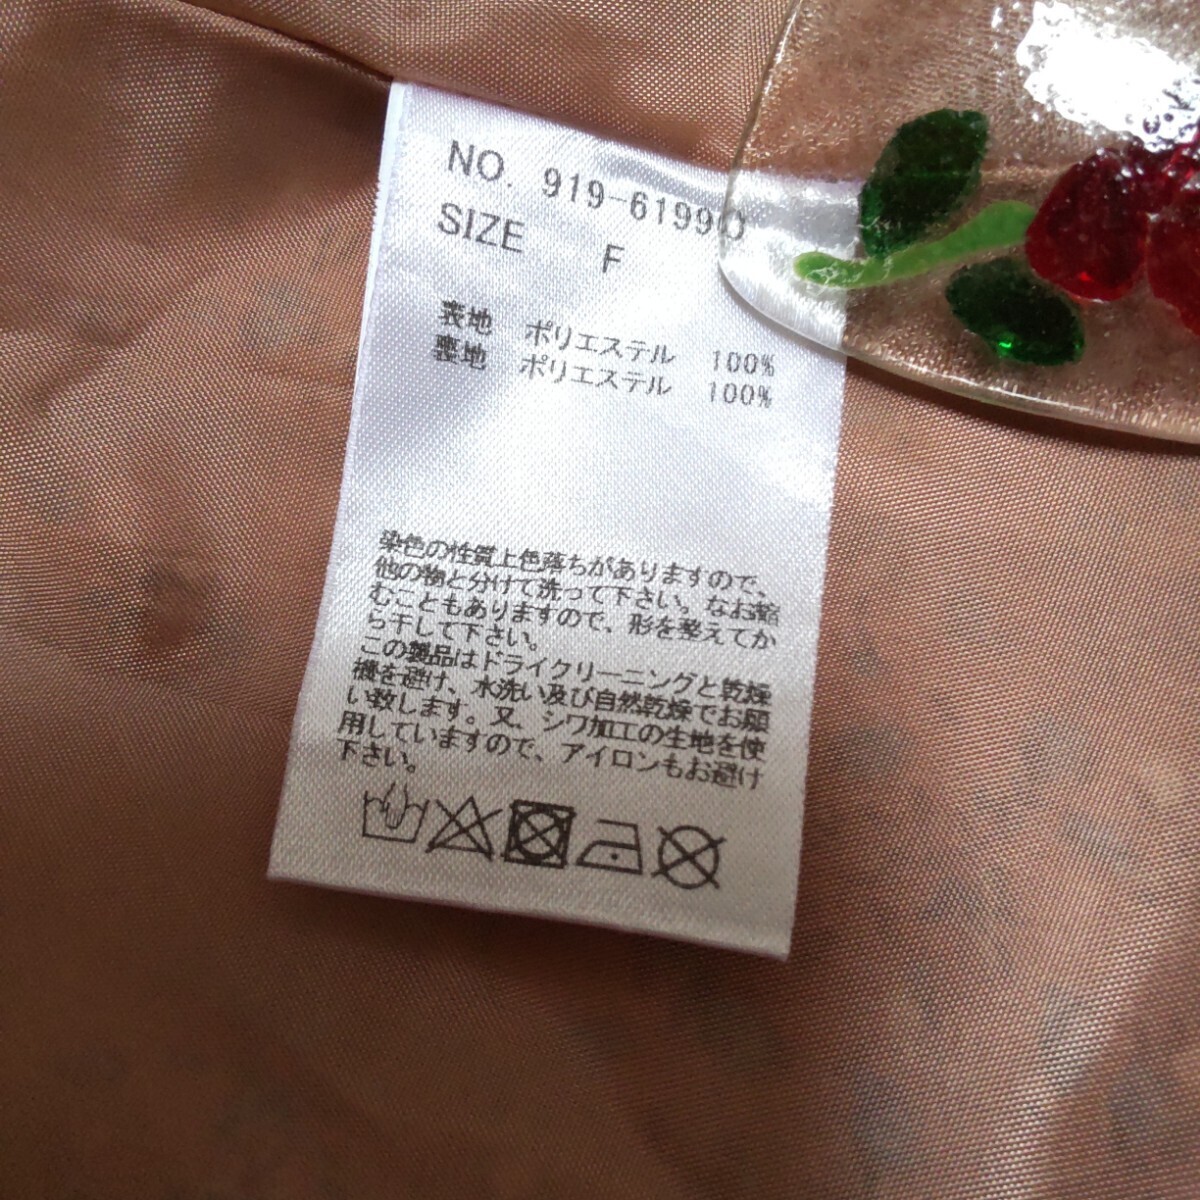 NO. 919-61990
SIZE F
表地 ポリエステル 100%
裏地 ポリエステル 100%
染色の性質上色落ちがありますので、
他の物と分けて洗って下さい。なお縮
むこともありますので、形を整えてか
ら干して下さい。
この製品はドライクリーニングと乾燥
機を避け、水洗い及び自然乾燥でお願
い致します。又、シワ加工の生地を使
用していますので、アイロンもお避け
下さい。